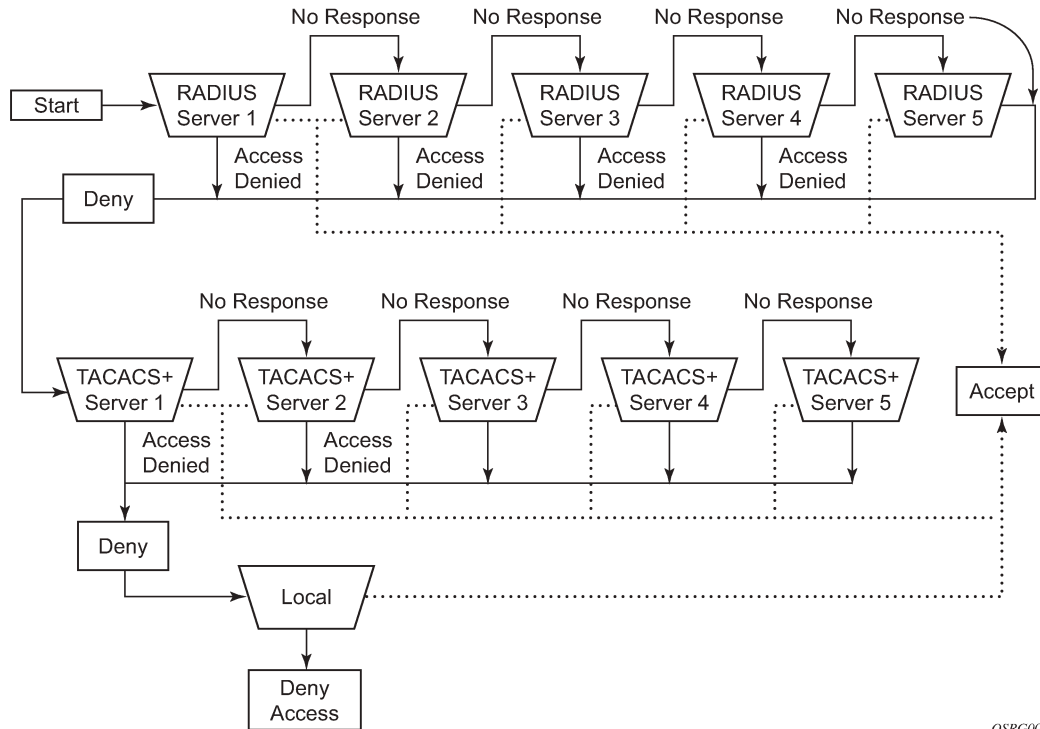 No Response
No Response
No Response
No Response
No Response
Start
RADIUS
Server 1
RADIUS
Server 2
RADIUS
Server 3
RADIUS
Server 4
RADIUS
Server 5
Access
Denied
Access
Denied
Access
Denied
Access
Denied
Deny
No Response
No Response
No Response
No Response
TACACS+
Server 1
TACACS+
Server 2
TACACS+
Server 3
TACACS+
Server 4
TACACS+
Server 5
Accept
Access
Denied
Access
Denied
Deny
Local
Deny
Access